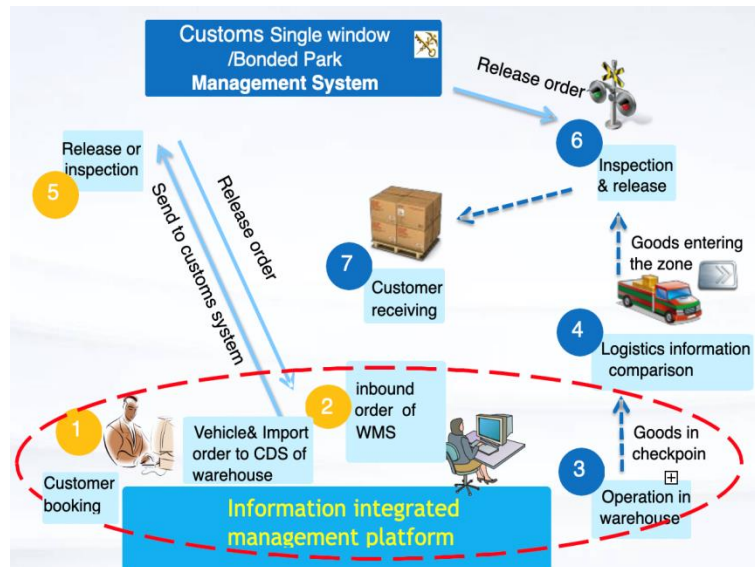 Customs Single window
/Bonded Park
Management System
Release order
6
Inspection
& release
Release or
inspection
5
Release order
Send to customs system
7
Customer
receiving
Goods entering
the zone
4
Logistics information
comparison
1
Customer
booking
Vehicle& Import
order to CDS of
warehouse
2
inbound
order of
WMS
Goods in
checkpoin
3
Operation in
warehouse
Information integrated
management platform